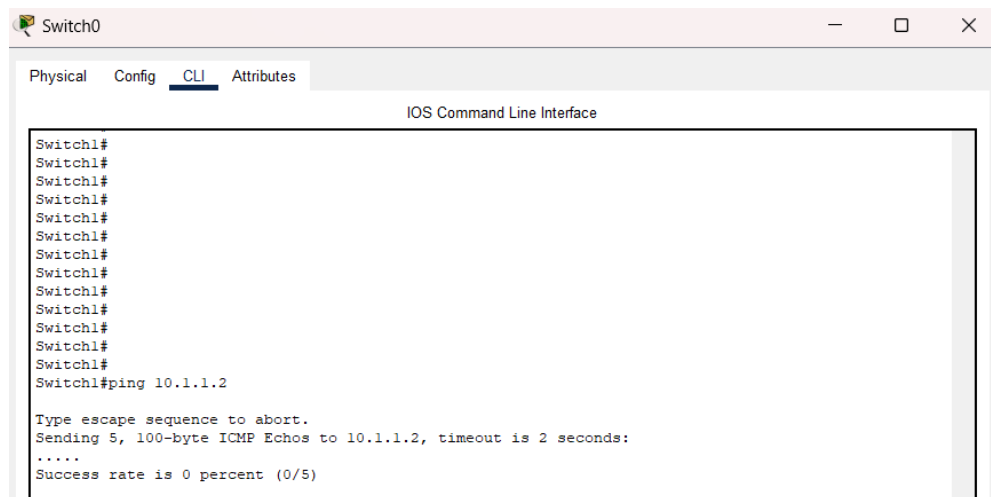 Switch0
Physical Config CLI Attributes
IOS Command Line Interface
Switch1#
Switch1#
Switch1#
Switch1#
Switch1#
Switch1#
Switch1#
Switch1#
Switch1#
Switch1#
Switch1#
Switch1#
Switch1#
Switch1#ping 10.1.1.2
Type escape sequence to abort.
Sending 5, 100-byte ICMP Echos to 10.1.1.2, timeout is 2 seconds:
.....
Success rate is 0 percent (0/5)